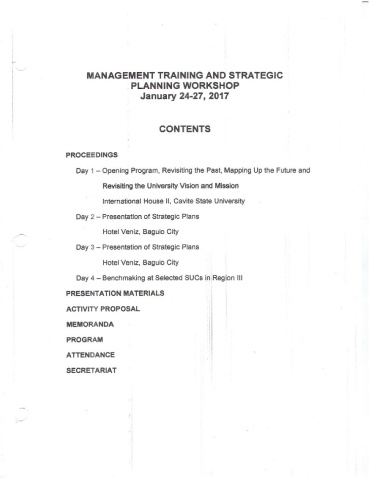 MANAGEMENT TRAINING AND STRATEGIC
PLANNING WORKSHOP
January 24-27, 2017
CONTENTS
PROCEEDINGS
Day 1 – Opening Program, Revisiting the Past, Mapping Up the Future and
Revisiting the University Vision and Mission
International House II, Cavite State University
Day 2 – Presentation of Strategic Plans
Hotel Veniz, Baguio City
Day 3 – Presentation of Strategic Plans
Hotel Veniz, Baguio City
Day 4 – Benchmaking at Selected SUCs in Region III
PRESENTATION MATERIALS
ACTIVITY PROPOSAL
MEMORANDA
PROGRAM
ATTENDANCE
SECRETARIAT